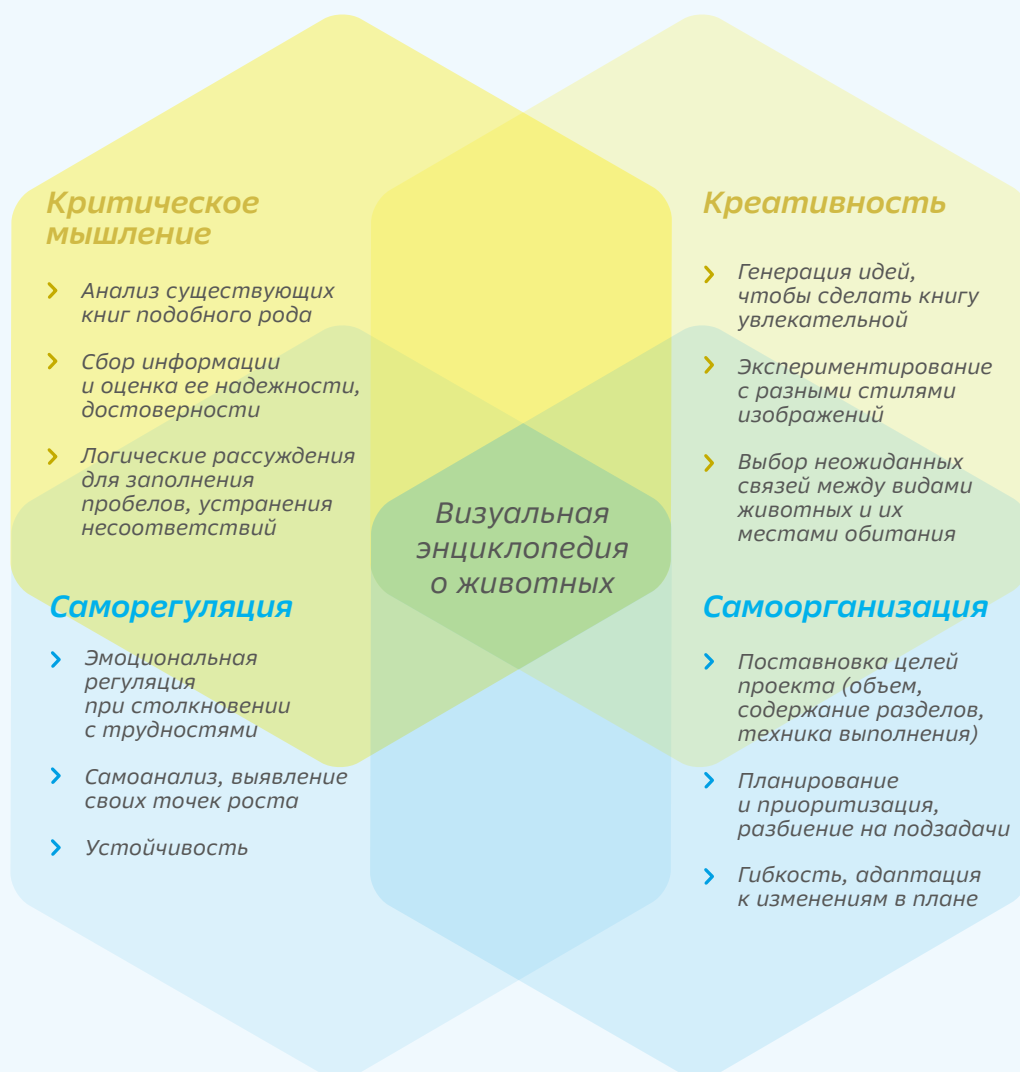 Критическое
мышление
Анализ существующих
книг подобного рода
Сбор информации
и оценка ее надежности,
достоверности
Логические рассуждения
для заполнения
пробелов, устранения
несоответствий
Креативность
Генерация идей,
чтобы сделать книгу
увлекательной
Экспериментирование
с разными стилями
изображений
Выбор неожиданных
связей между видами
животных и их
местами обитания
Визуальная
энциклопедия
о животных
Саморегуляция
Эмоциональная
регуляция
при столкновении
с трудностями
Самоанализ, выявление
своих точек роста
Устойчивость
Самоорганизация
Поставновка целей
проекта (объем,
содержание разделов,
техника выполнения)
Планирование
и приоритизация,
разбиение на подзадачи
Гибкость, адаптация
к изменениям в плане